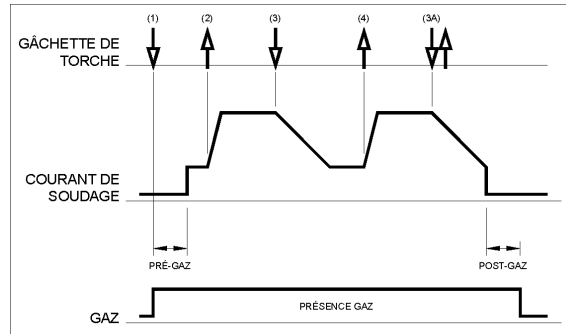 (1) (2) (3) (4) (3A)
GÂCHETTE DE
TORCHE
COURANT DE
SOUDAGE
PRÉ-GAZ POST-GAZ
PRÉSENCE GAZ
GAZ